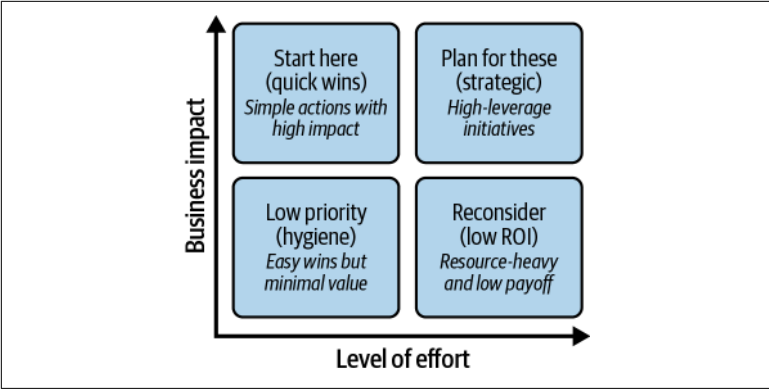 Business impact
Start here
(quick wins)
Simple actions with
high impact
Plan for these
(strategic)
High-leverage
initiatives
Low priority
(hygiene)
Easy wins but
minimal value
Reconsider
(low ROI)
Resource-heavy
and low payoff
Level of effort